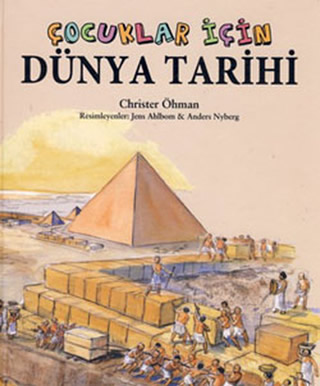 ÇOCUKLAR İÇİN
DÜNYA TARİHİ
Christer Öhman
Resimleyenler: Jens Ahlbom & Anders Nyberg